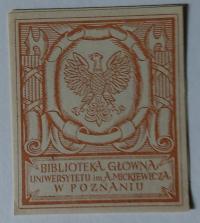 BIBLIOTEKA GŁÓWNA
UNIWERSYTETU im. A. MICKIEWICZA
W POZNANIU